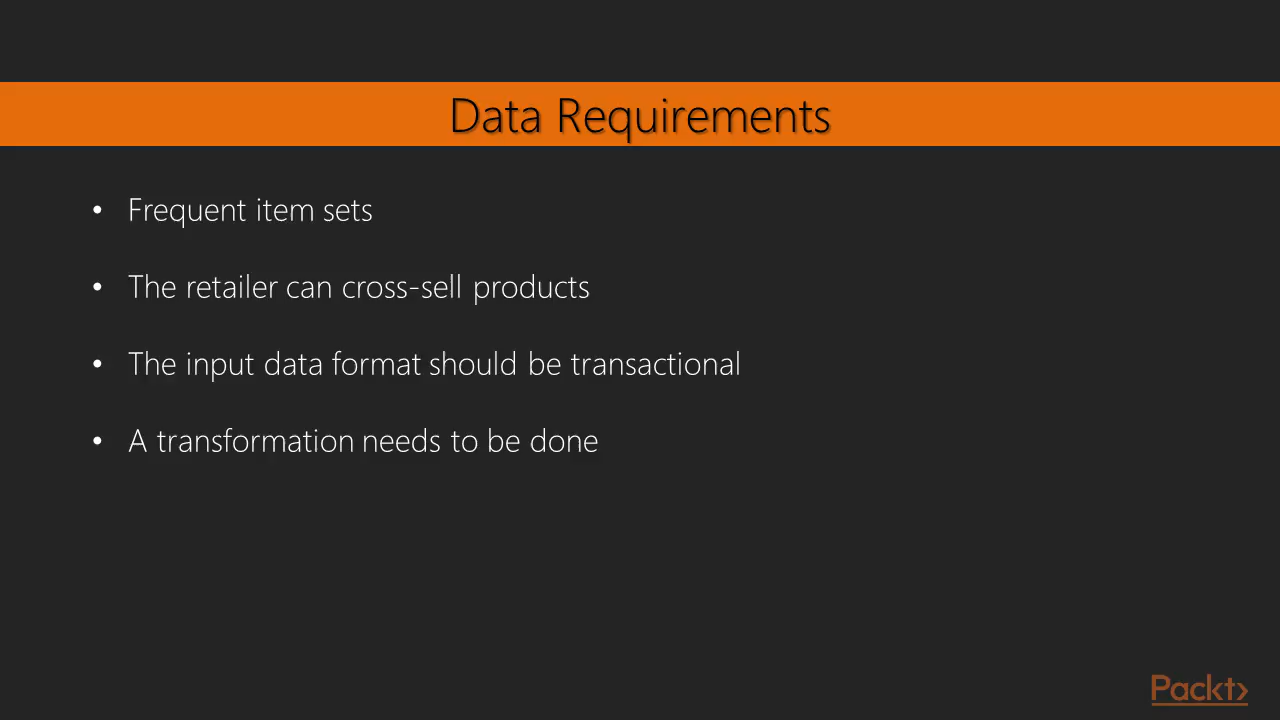 Data Requirements
• Frequent item sets
• The retailer can cross-sell products
• The input data format should be transactional
• A transformation needs to be done
Packt>